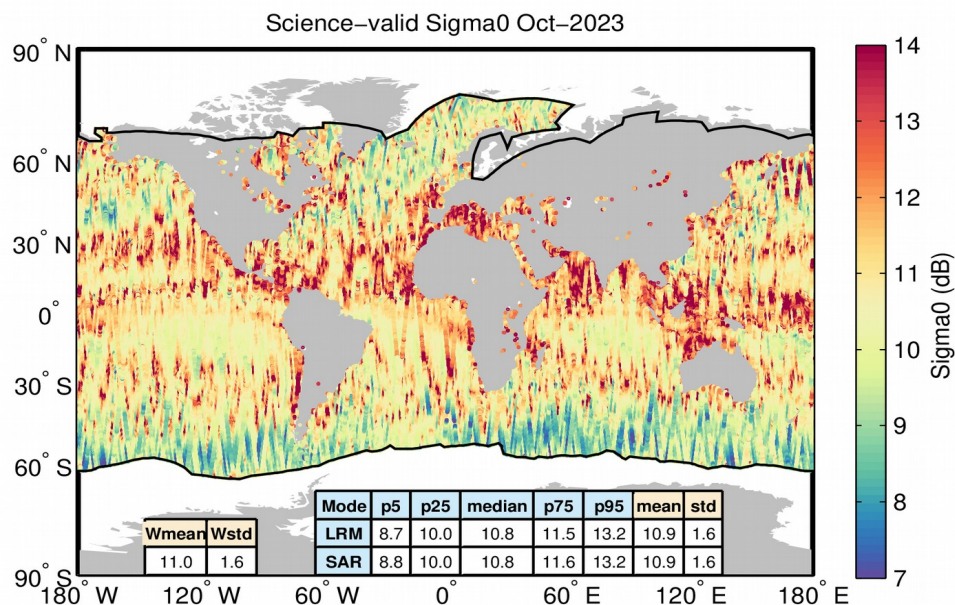 Science−valid Sigma0 Oct−2023
90° N
60° N
30° N
0°
30° S
60° S
90° S
180° W
120° W
60° W
0°
60° E
120° E
180° E
14
13
12
11
10
9
8
7
Sigma0 (dB)
Wmean Wstd
11.0 1.6
Mode p5 p25 median p75 p95 mean std
LRM 8.7 10.0 10.8 11.5 13.2 10.9 1.6
SAR 8.8 10.0 10.8 11.6 13.2 10.9 1.6